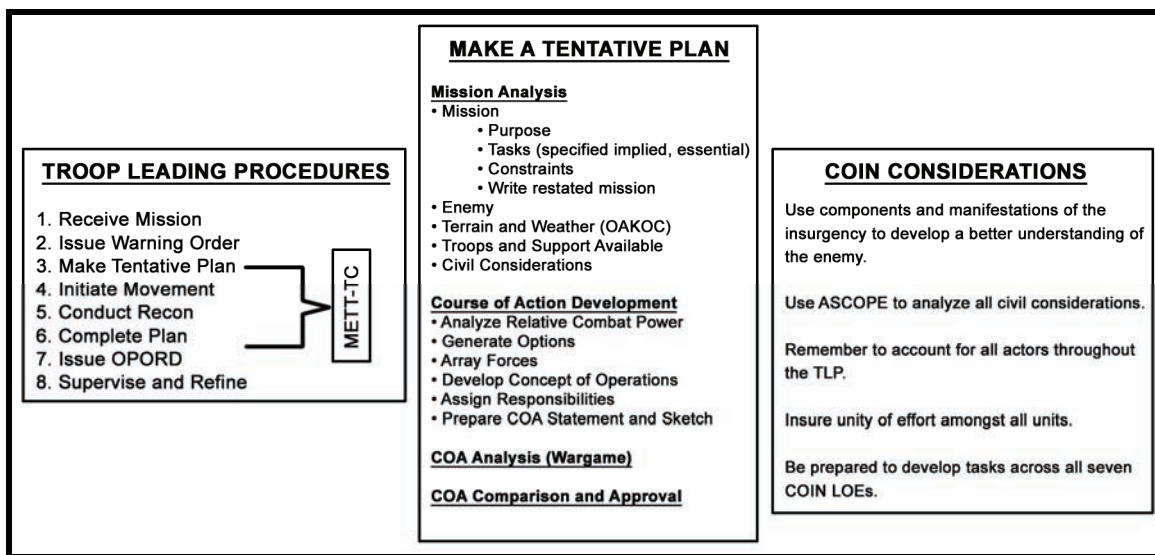 TROOP LEADING PROCEDURES
1. Receive Mission
2. Issue Warning Order
3. Make Tentative Plan
4. Initiate Movement
5. Conduct Recon
6. Complete Plan
7. Issue OPORD
8. Supervise and Refine
METT-TC
MAKE A TENTATIVE PLAN
Mission Analysis
• Mission
• Purpose
• Tasks (specified implied, essential)
• Constraints
• Write restated mission
• Enemy
• Terrain and Weather (OAKOC)
• Troops and Support Available
• Civil Considerations
Course of Action Development
• Analyze Relative Combat Power
• Generate Options
• Array Forces
• Develop Concept of Operations
• Assign Responsibilities
• Prepare COA Statement and Sketch
COA Analysis (Wargame)
COA Comparison and Approval
COIN CONSIDERATIONS
Use components and manifestations of the
insurgency to develop a better understanding of
the enemy.
Use ASCOPE to analyze all civil considerations.
Remember to account for all actors throughout
the TLP.
Insure unity of effort amongst all units.
Be prepared to develop tasks across all seven
COIN LOEs.